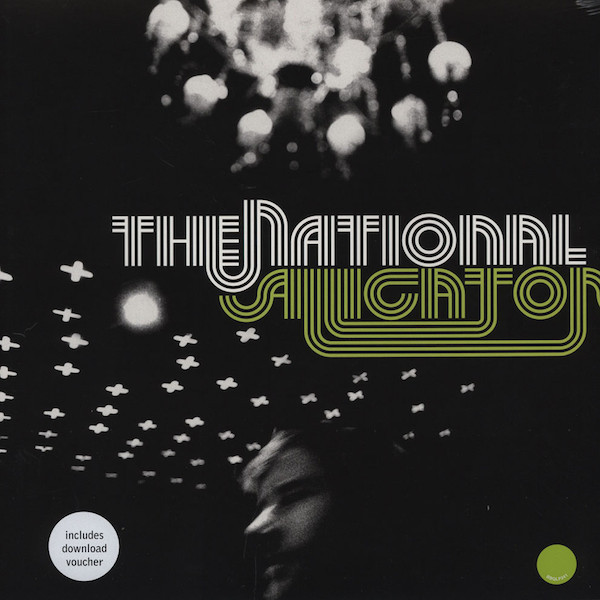 THE NATIONAL
ALLIGATOR
includes
download
voucher